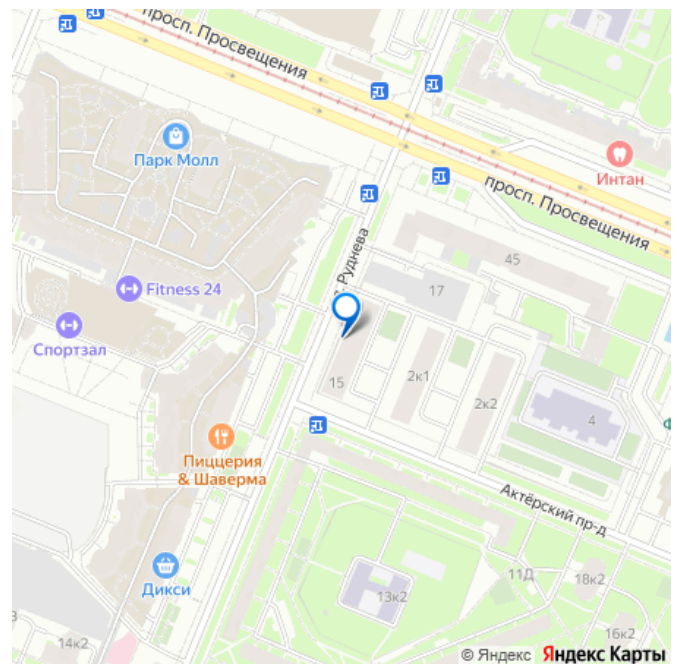 просп. Просвещения
Парк Молл
Интан
просп. Просвещения
Руднева
45
17
Fitness 24
Спортзал
15
2к1
2к2
4
Пиццерия
& Шаверма
Актёрский пр-д
Дикси
11Д
18к2
13к2
16к2
14к2
© Яндекс Яндекс Карты